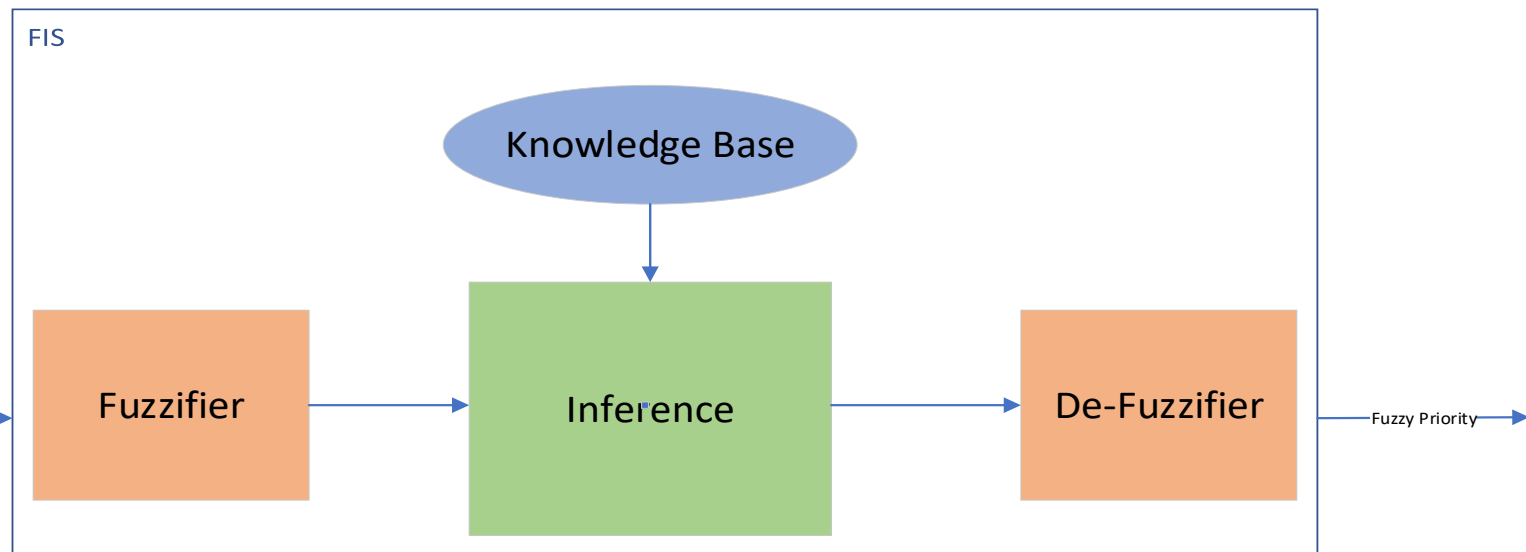 FIS
Knowledge Base
Fuzzifier
Inference
De-Fuzzifier
Fuzzy Priority